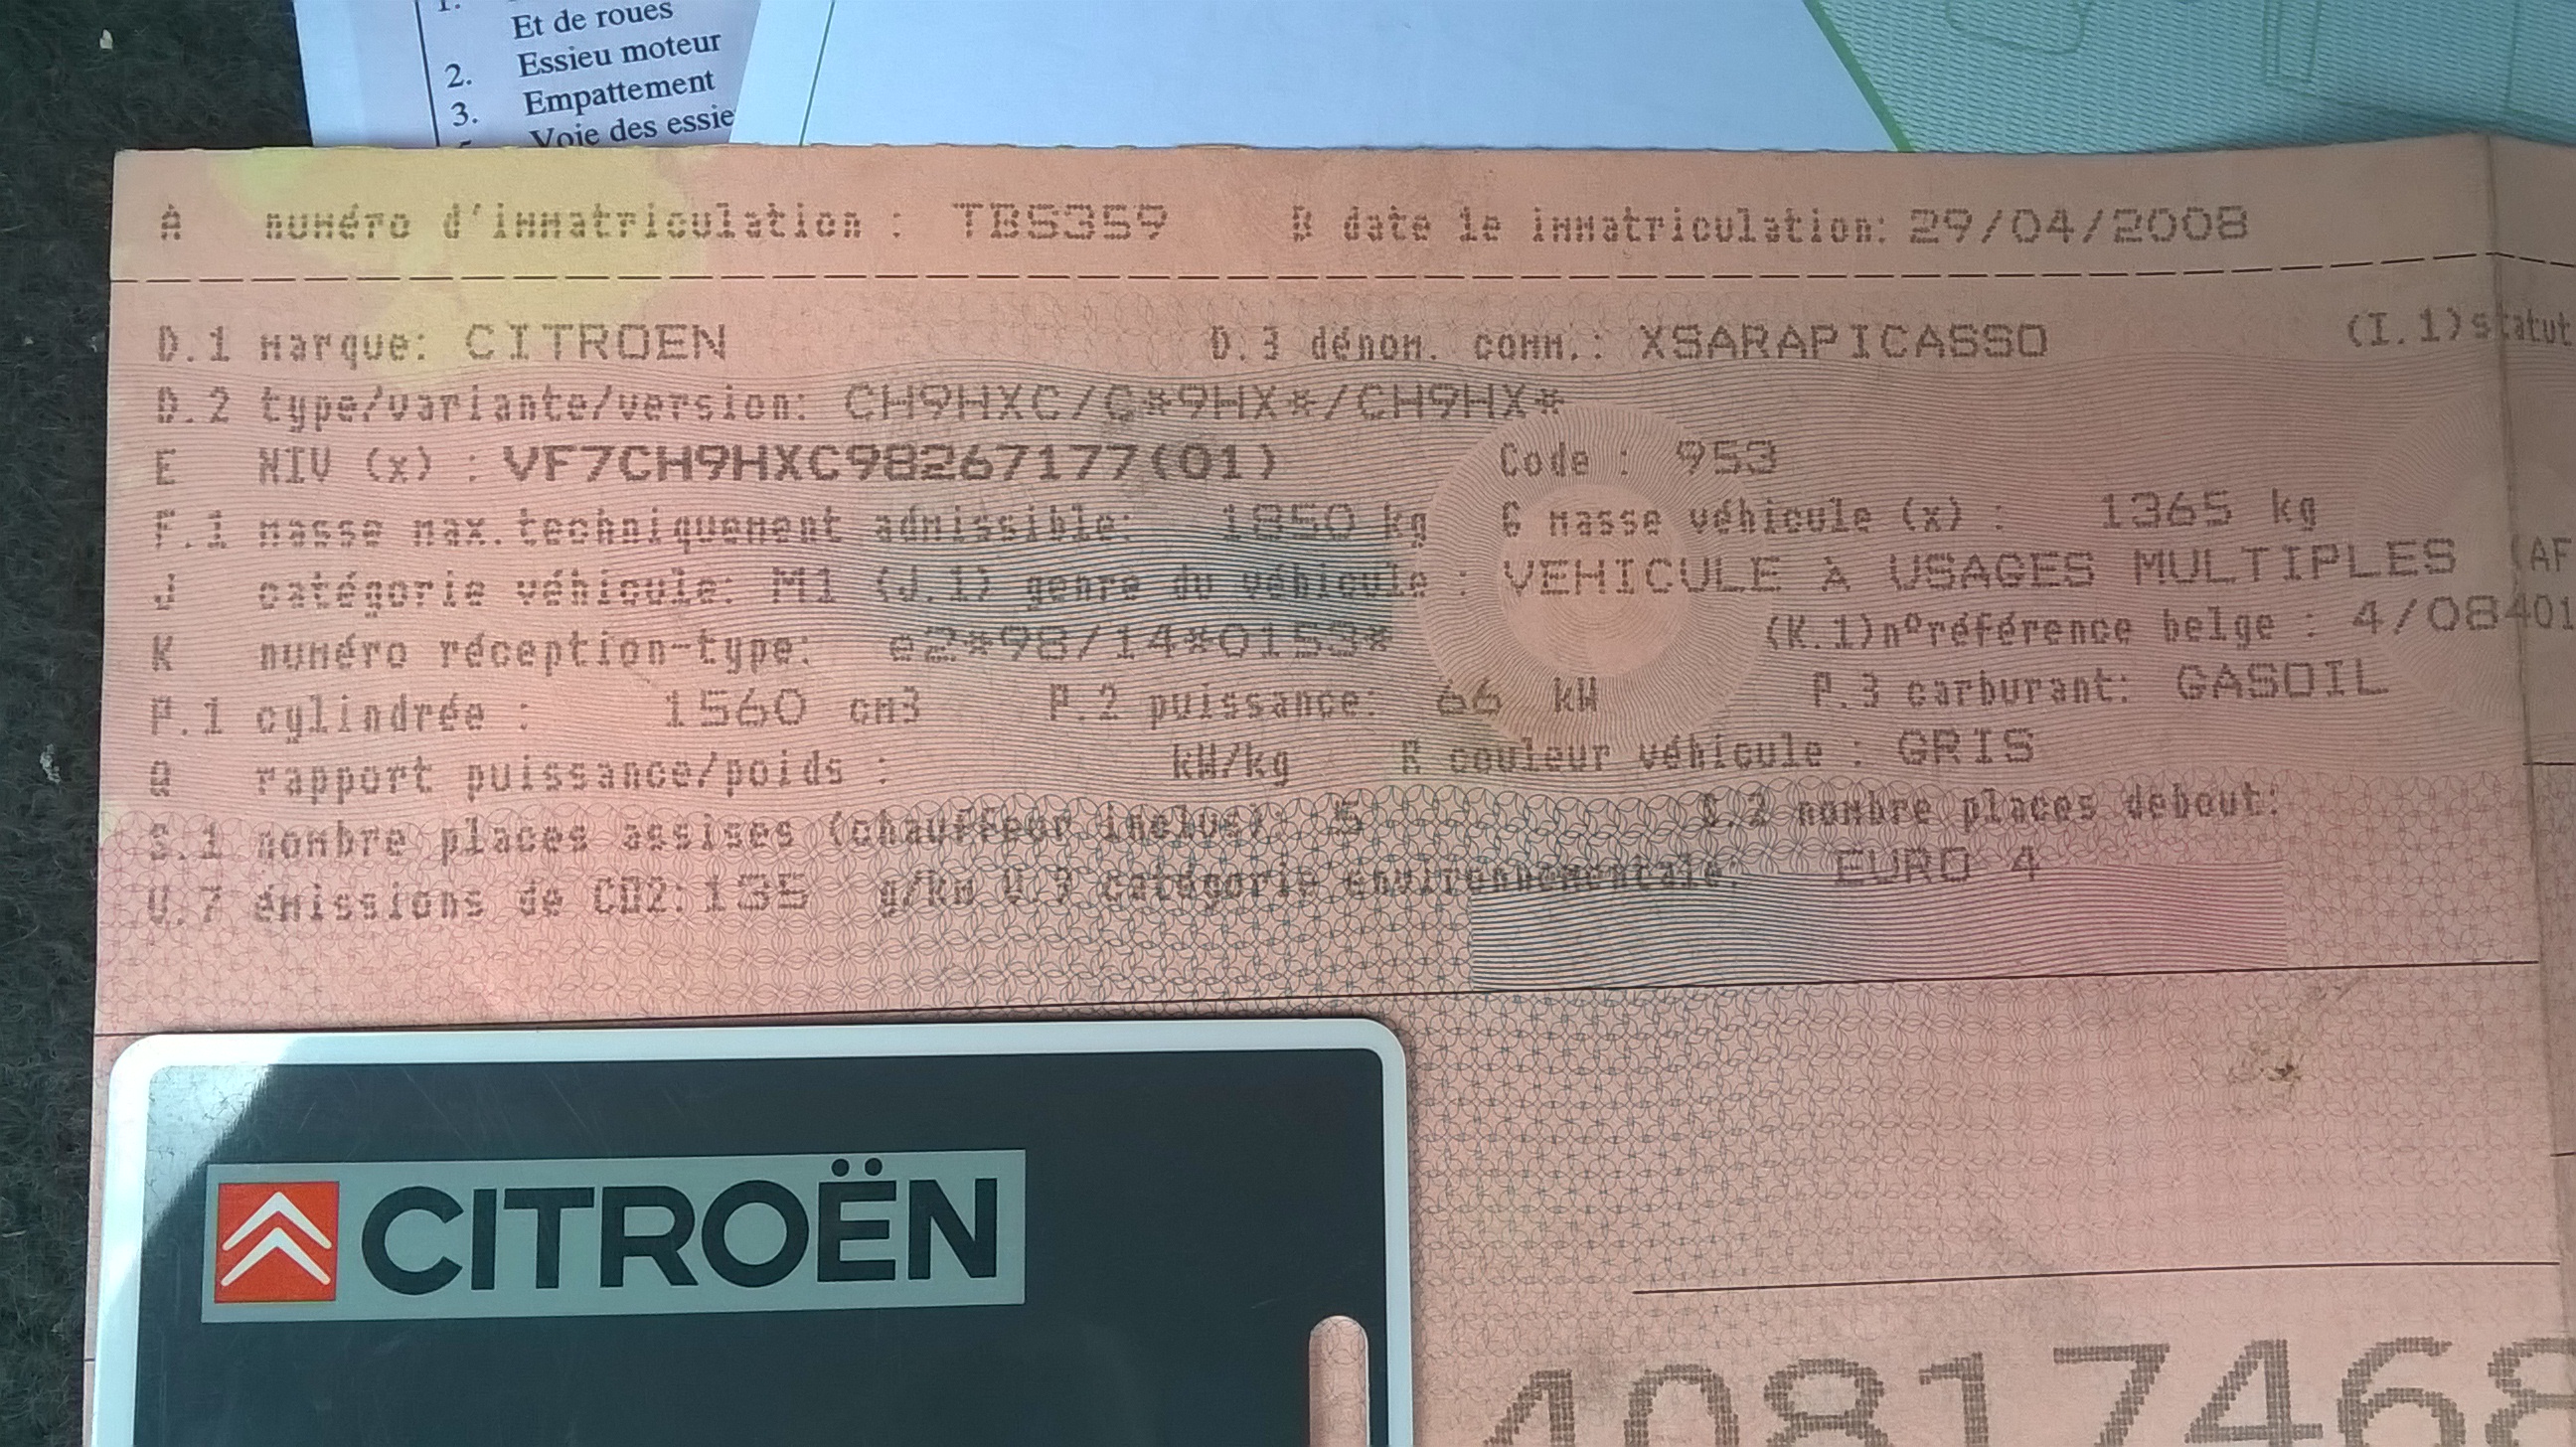 1.
Et de roues
2. Essieu moteur
3. Empattement
Voie des essie
A numéro d'immatriculation : TBS359 B date 1e immatriculation: 29/04/2008
D.1 marque: CITROEN D.3 dénom. comm.: XSARAPICASSO (I.1)statut
D.2 type/variante/version: CH9HXC/C*9HX*/CH9HX*
E NIV (x) : VF7CH9HXC98267177(01) Code : 953
F.1 masse max.techniquement admissible: 1850 kg G masse véhicule (x) : 1365 kg
J catégorie véhicule: M1 (J.1) genre du véhicule : VEHICULE à USAGES MULTIPLES (AF
K numéro réception-type: e2*98/14*0153* (K.1)n°référence belge : 4/08401
P.1 cylindrée : 1560 cm3 P.2 puissance: 66 kW P.3 carburant: GASOIL
Q rapport puissance/poids : kW/kg R couleur véhicule : GRIS
S.1 nombre places assises (chauffeur inclus): 5 S.2 nombre places debout:
V.7 émissions de CO2: 135 g/km V.9 catégorie environnementale: EURO 4
CITROËN
40817468